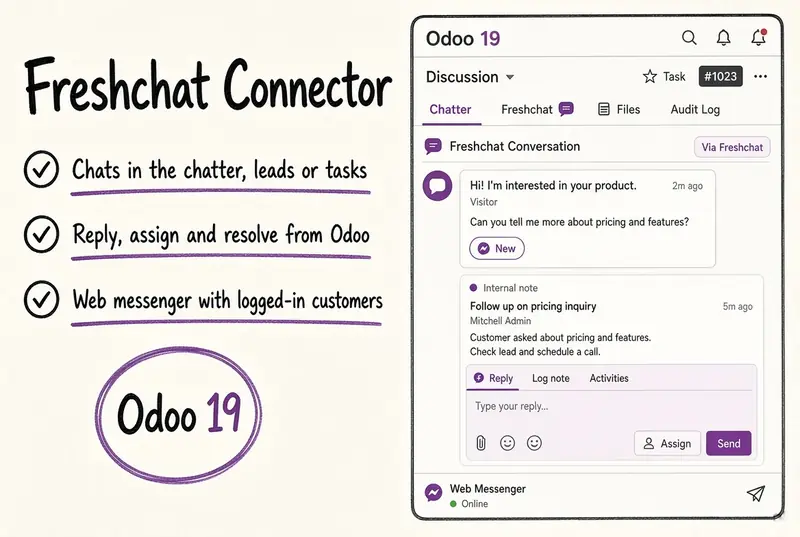 Freshchat Connector
Chats in the chatter, leads or tasks
Reply, assign and resolve from Odoo
Web messenger with logged-in customers
Odoo 19
Odoo 19
Discussion
Task
#1023
Chatter
Freshchat
Files
Audit Log
Freshchat Conversation
Via Freshchat
Hi! I'm interested in your product.
2m ago
Visitor
Can you tell me more about pricing and features?
New
Internal note
Follow up on pricing inquiry
5m ago
Mitchell Admin
Customer asked about pricing and features.
Check lead and schedule a call.
Reply
Log note
Activities
Type your reply...
Assign
Send
Web Messenger
Online